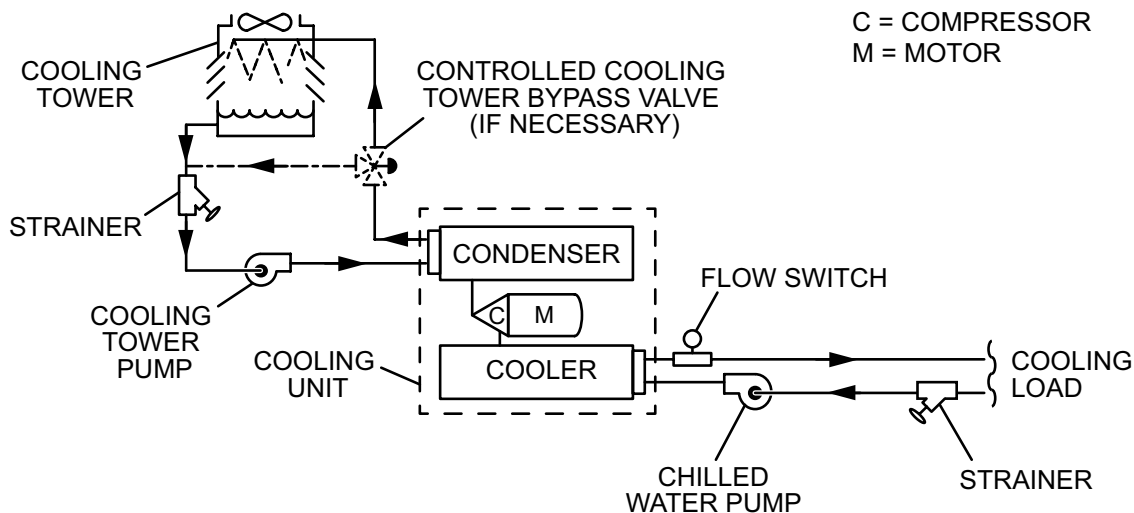 C = COMPRESSOR
M = MOTOR
COOLING
TOWER
CONTROLLED COOLING
TOWER BYPASS VALVE
(IF NECESSARY)
STRAINER
CONDENSER
FLOW SWITCH
COOLING
TOWER
PUMP
C
M
COOLING
UNIT
COOLER
COOLING
LOAD
CHILLED
WATER PUMP
STRAINER